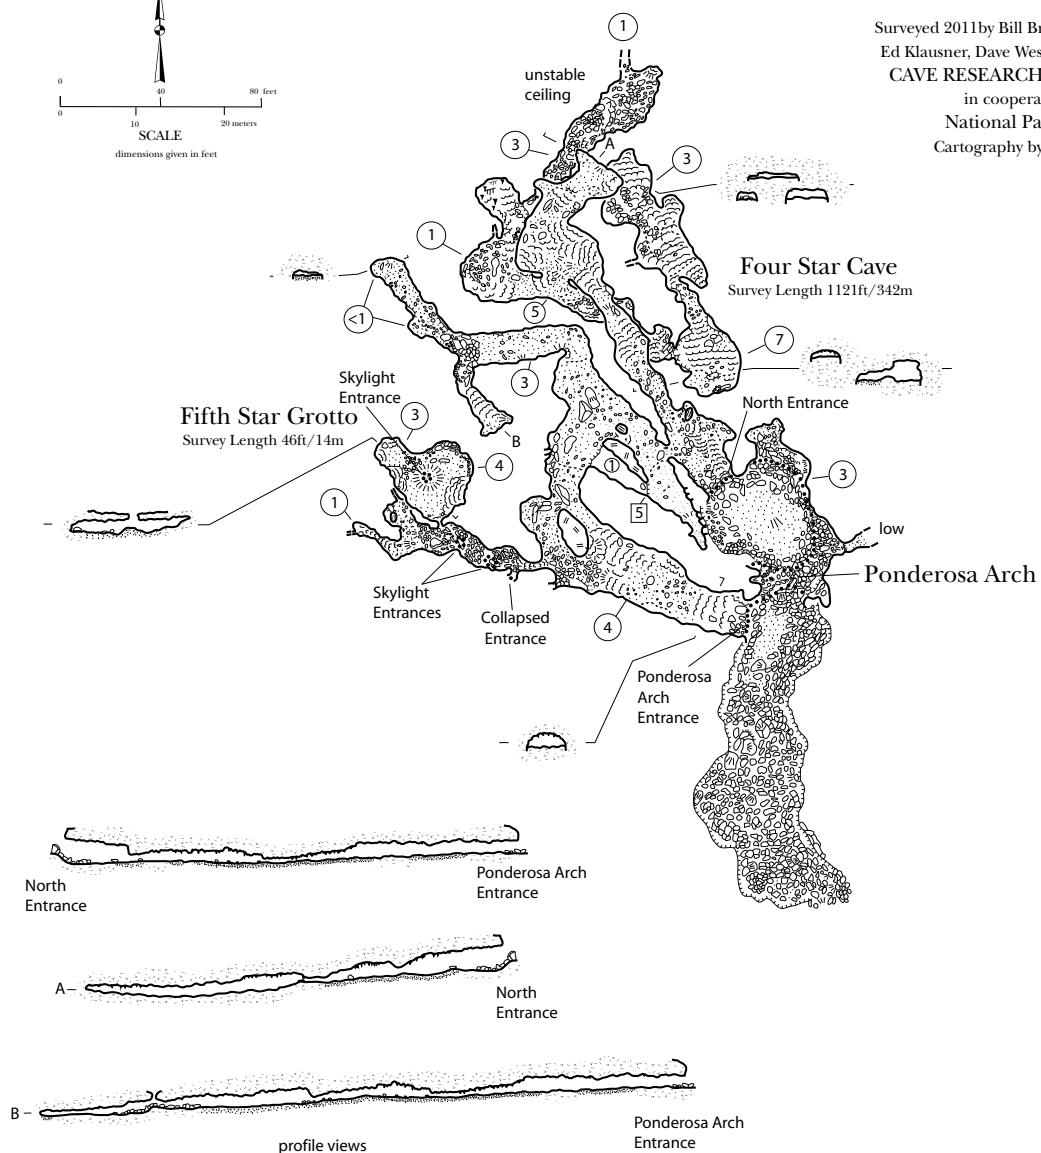 0
40
80 feet
0
10
20 meters
SCALE
dimensions given in feet
Surveyed 2011by Bill
Ed Klausner, Dave
CAVE RESEARCH
in
National
Cartography by
1
unstable
ceiling
3
A
3
1
<1
5
Four Star Cave
Survey Length 1121ft/342m
7
3
Skylight
Entrance
North Entrance
Fifth Star Grotto
Survey Length 46ft/14m
3
B
4
1
3
1
5
low
Ponderosa Arch
Skylight
Entrances
Collapsed
Entrance
7
4
Ponderosa
Arch
Entrance
North
Entrance
Ponderosa Arch
Entrance
A
North
Entrance
B
Ponderosa Arch
Entrance
profile views